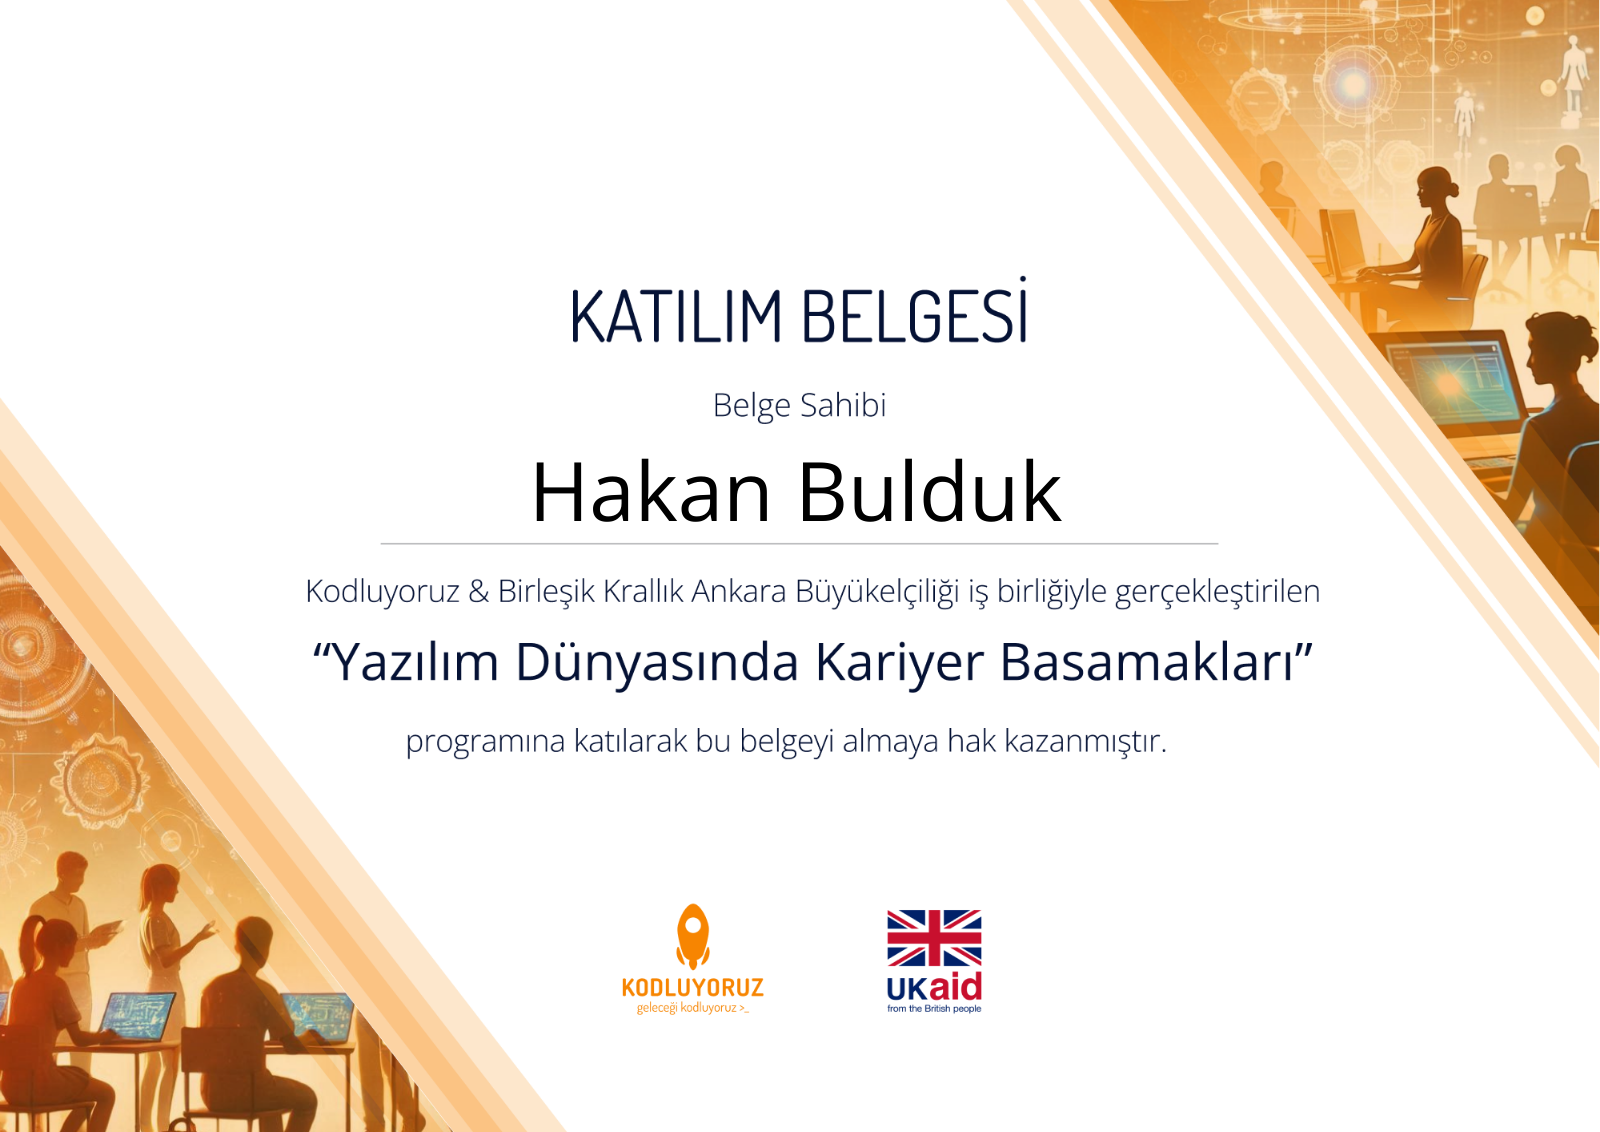 KATILIM BELGESİ
Belge Sahibi
Hakan Bulduk
Kodluyoruz & Birleşik Krallık Ankara Büyükelçiliği iş birliğiyle gerçekleştirilen
“Yazılım Dünyasında Kariyer Basamakları”
programına katılarak bu belgeyi almaya hak kazanmıştır.
KODLUYORUZ
geleceği kodluyoruz >_
UKaid
from the British people